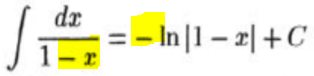 ∫ dx / (1 – x) = – ln |1 – x| + C